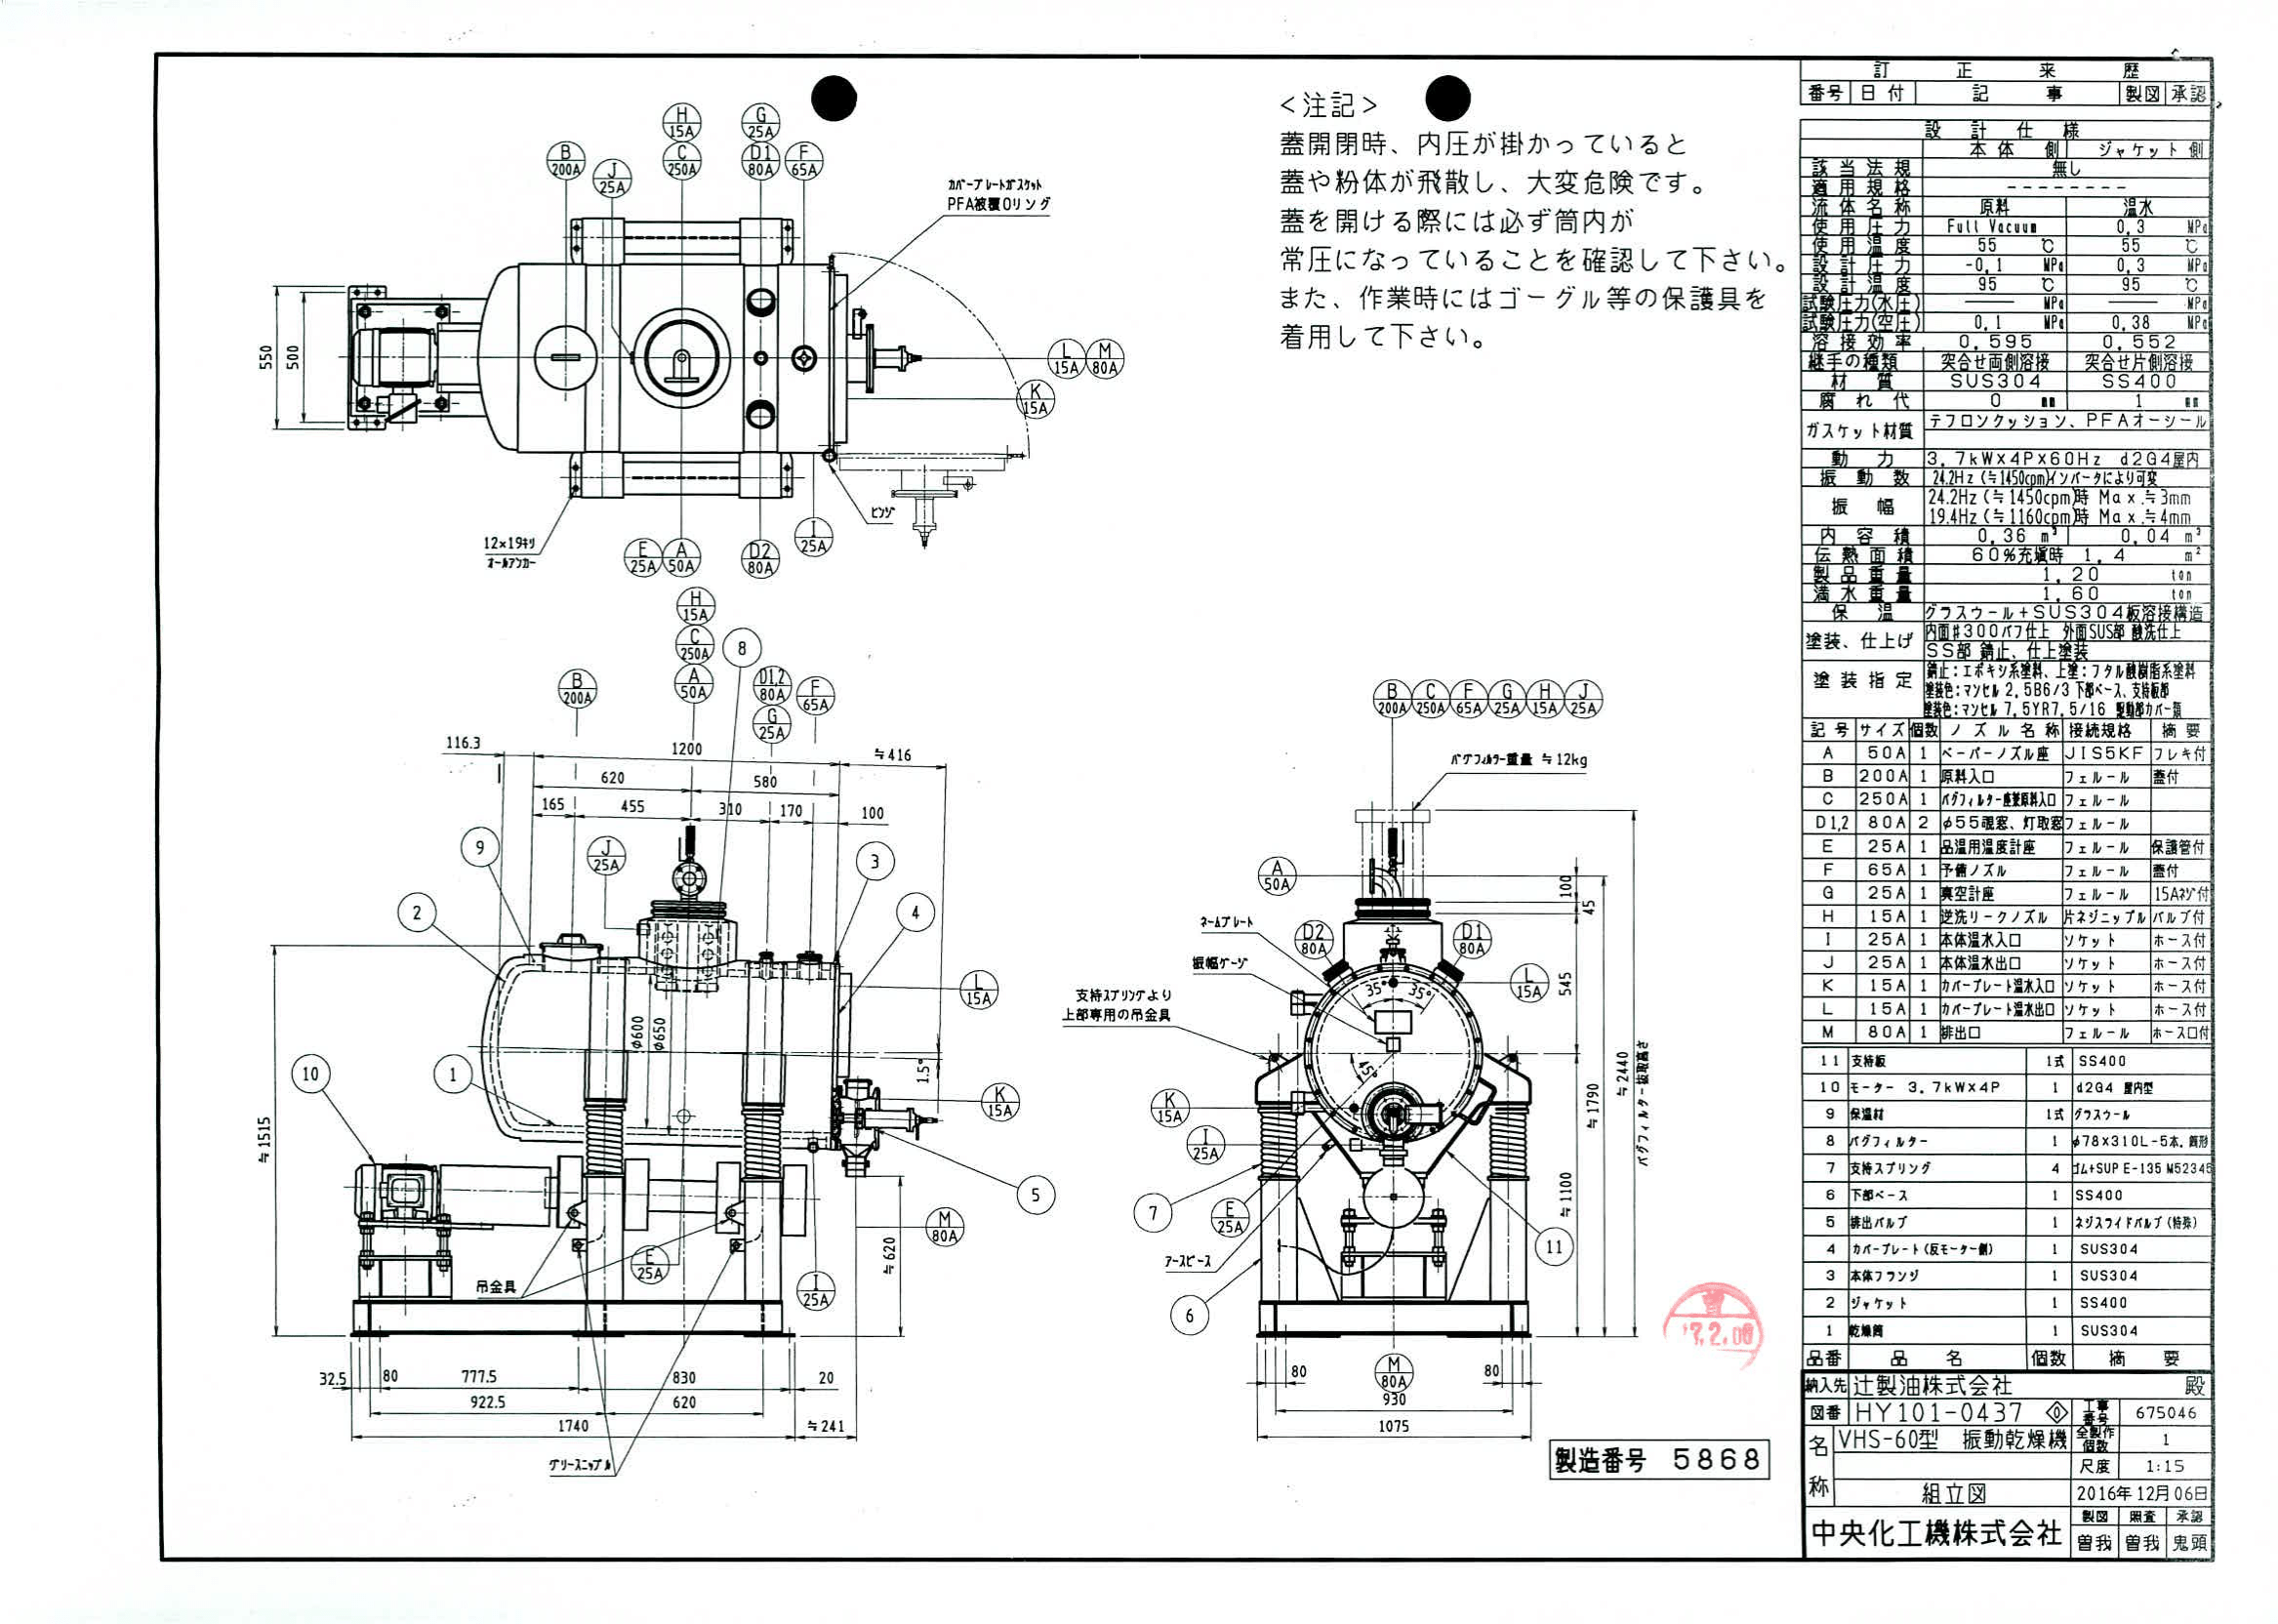 <注記>
蓋開閉時、内圧が掛かっていると
蓋や粉体が飛散し、大変危険です。
蓋を開ける際には必ず筒内が
常圧になっていることを確認して下さい。
また、作業時にはゴーグル等の保護具を
着用して下さい。
H 15A
G 25A
B 200A
J 25A
C 250A
D1 80A
F 65A
カバープレートガスケット
PFA被覆Oリング
550
500
L 15A
M 80A
K 15A
ヒンジ
12×19キリ
オールアンカー
E 25A
A 50A
D2 80A
I 25A
H 15A
C 250A
A 50A
8
B 200A
D1,2 80A
F 65A
G 25A
116.3
1200
≒416
620
580
165
455
310
170
100
9
J 25A
3
2
4
L 15A
φ600
φ650
1.5°
10
1
K 15A
≒1515
5
M 80A
≒620
E 25A
吊金具
I 25A
32.5
80
777.5
830
20
922.5
620
1740
≒241
グリースニップル
B 200A
C 250A
F 65A
G 25A
H 15A
J 25A
バグフィルター重量 ≒12kg
A 50A
100
45
ネームプレート
D2 80A
D1 80A
振幅ゲージ
L 15A
35°
35°
545
支持スプリングより
上部専用の吊金具
45°
≒1790
≒2440
バグフィルター抜取高さ
K 15A
I 25A
≒1100
7
E 25A
アースピース
11
6
80
M 80A
80
930
1075
製造番号 5868
訂正来歴
番号 日付 記事 製図 承認
設計仕様
本体側 ジャケット側
該当法規 無し
適用規格 --------
流体名称 原料 温水
使用圧力 Full Vacuum 0.3 MPa
使用温度 55 ℃ 55 ℃
設計圧力 -0.1 MPa 0.3 MPa
設計温度 95 ℃ 95 ℃
試験圧力(水圧) —— MPa —— MPa
試験圧力(空圧) 0.1 MPa 0.38 MPa
溶接効率 0.595 0.552
継手の種類 突合せ両側溶接 突合せ片側溶接
材質 SUS304 SS400
腐れ代 0 mm 1 mm
ガスケット材質 テフロンクッション、PFAオーシール
動力 3.7kW×4P×60Hz d2G4屋内
振動数 24.2Hz(≒1450cpm)インバータにより可変
振幅 24.2Hz(≒1450cpm)時 Max.≒3mm
19.4Hz(≒1160cpm)時 Max.≒4mm
内容積 0.36 m³ 0.04 m³
伝熱面積 60%充塡時 1.4 m²
製品重量 1.20 ton
満水重量 1.60 ton
保温 グラスウール+SUS304板溶接構造
塗装、仕上げ 内面#300バフ仕上 外面SUS部 酸洗仕上
SS部 錆止、仕上塗装
塗装指定 錆止:エポキシ系塗料、上塗:フタル酸樹脂系塗料
塗装色:マンセル 2.5B6/3 下部ベース、支持板部
塗装色:マンセル 7.5YR7.5/16 駆動部カバー類
記号 サイズ 個数 ノズル名称 接続規格 摘要
A 50A 1 ベーパーノズル座 JIS5KF フレキ付
B 200A 1 原料入口 フェルール 蓋付
C 250A 1 バグフィルター座兼原料入口 フェルール
D1,2 80A 2 φ55覗窓、灯取窓 フェルール
E 25A 1 品温用温度計座 フェルール 保護管付
F 65A 1 予備ノズル フェルール 蓋付
G 25A 1 真空計座 フェルール 15Aネジ付
H 15A 1 逆洗リークノズル 片ネジニップル バルブ付
I 25A 1 本体温水入口 ソケット ホース付
J 25A 1 本体温水出口 ソケット ホース付
K 15A 1 カバープレート温水入口 ソケット ホース付
L 15A 1 カバープレート温水出口 ソケット ホース付
M 80A 1 排出口 フェルール ホース口付
11 支持板 1式 SS400
10 モーター 3.7kW×4P 1 d2G4 屋内型
9 保温材 1式 グラスウール
8 バグフィルター 1 φ78×310L-5本、筒形
7 支持スプリング 4 ゴム+SUP E-135 M52345
6 下部ベース 1 SS400
5 排出バルブ 1 ネジスライドバルブ(特殊)
4 カバープレート(反モーター側) 1 SUS304
3 本体フランジ 1 SUS304
2 ジャケット 1 SS400
1 乾燥筒 1 SUS304
品番 品名 個数 摘要
納入先 辻製油株式会社 殿
図番 HY101-0437 0 工事番号 675046
名称 VHS-60型 振動乾燥機 全製作個数 1
尺度 1:15
組立図 2016年12月06日
中央化工機株式会社 製図 照査 承認
曽我 曽我 鬼頭